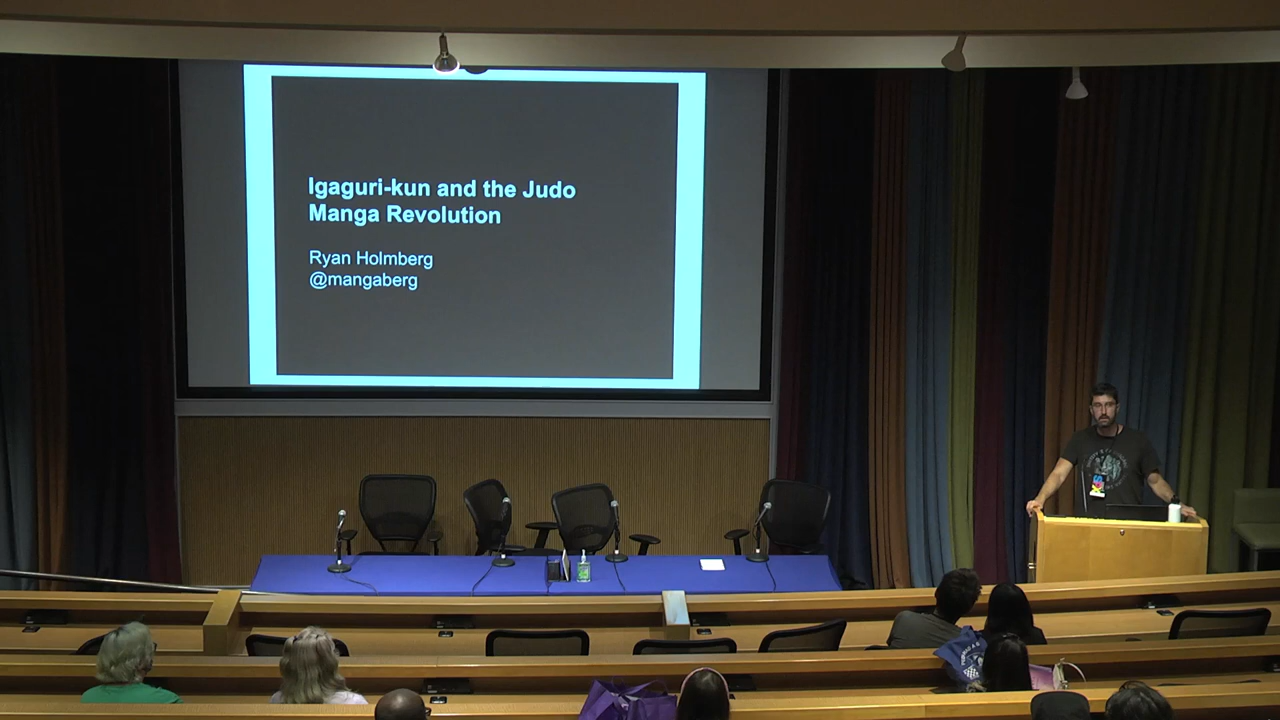 Igaguri-kun and the Judo
Manga Revolution
Ryan Holmberg
@mangaberg